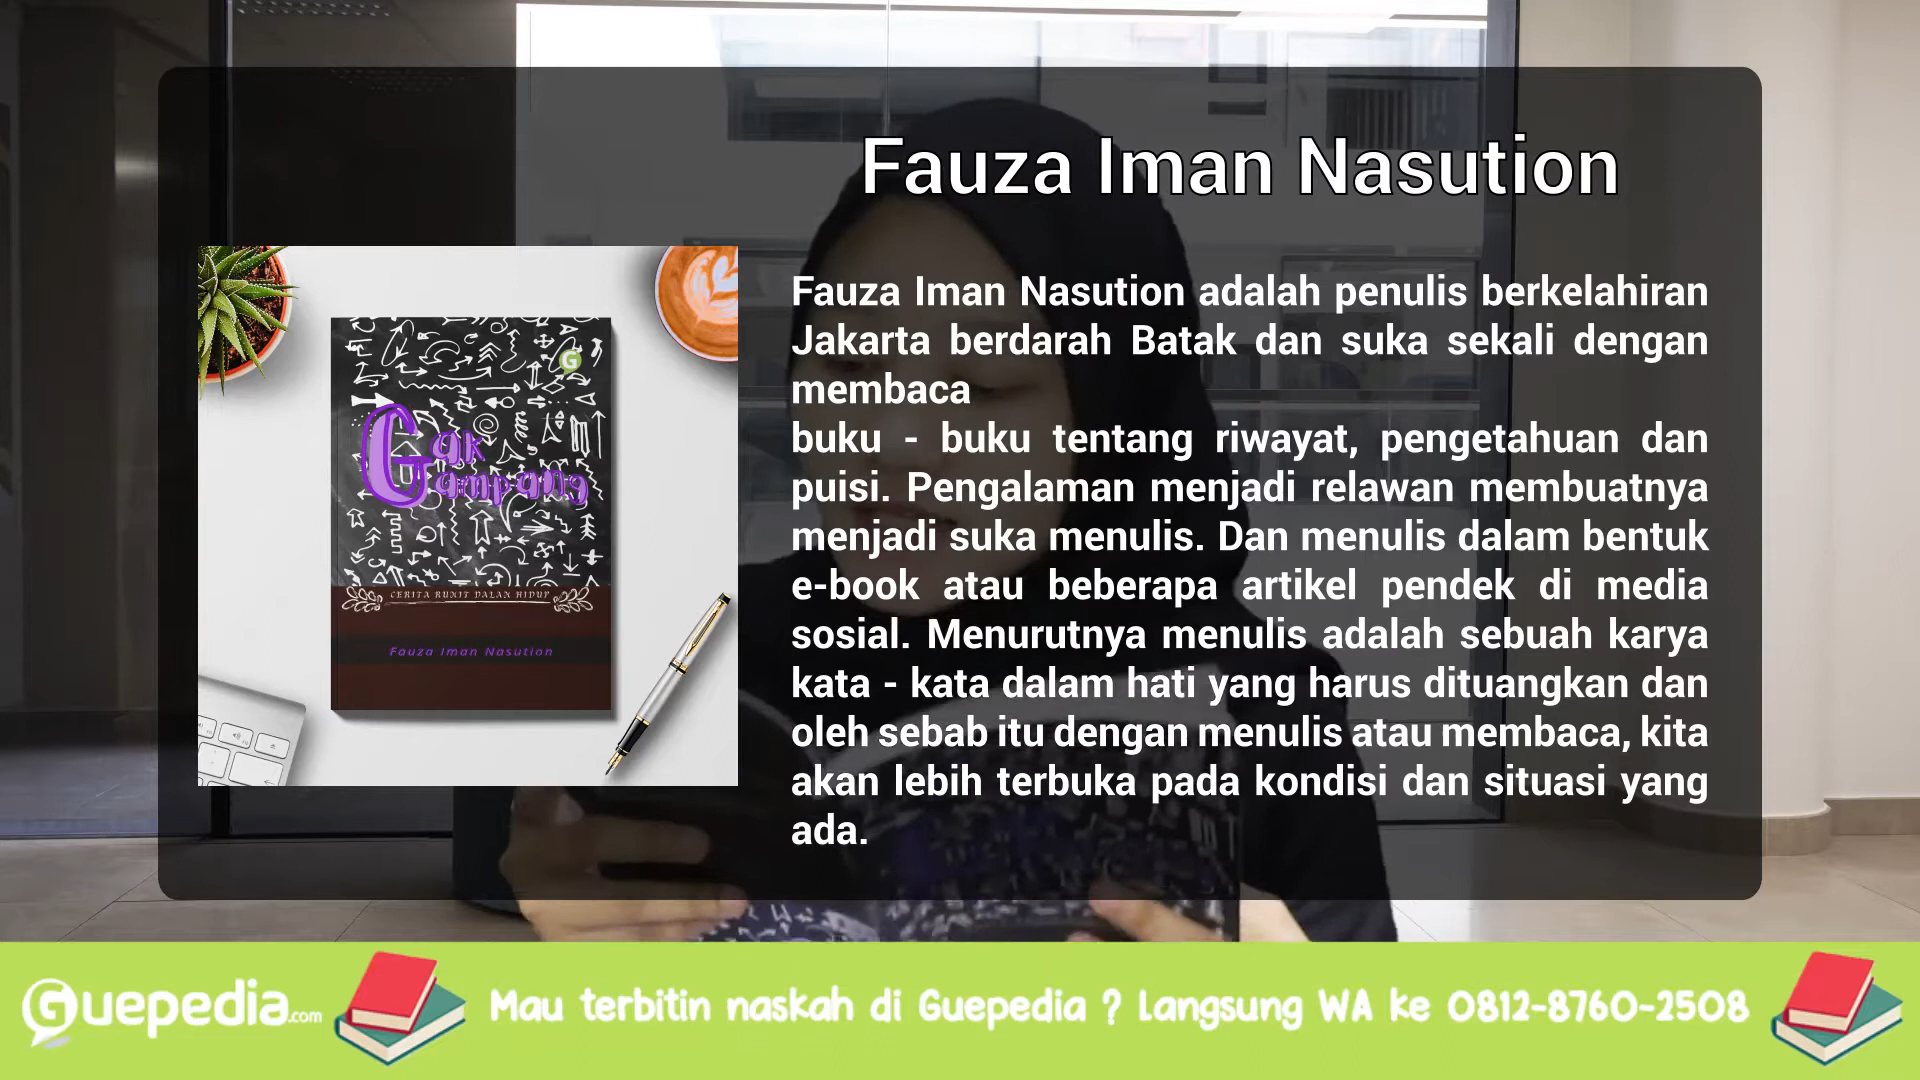 Fauza Iman Nasution
Fauza Iman Nasution adalah penulis berkelahiran
Jakarta berdarah Batak dan suka sekali dengan
membaca
buku - buku tentang riwayat, pengetahuan dan
puisi. Pengalaman menjadi relawan membuatnya
menjadi suka menulis. Dan menulis dalam bentuk
e-book atau beberapa artikel pendek di media
sosial. Menurutnya menulis adalah sebuah karya
kata - kata dalam hati yang harus dituangkan dan
oleh sebab itu dengan menulis atau membaca, kita
akan lebih terbuka pada kondisi dan situasi yang
ada.
G
Gak
Gampang
CERITA RUMIT DALAM HIDUP
Fauza Iman Nasution
Guepedia.com
Mau terbitin naskah di Guepedia ? Langsung WA ke 0812-8760-2508